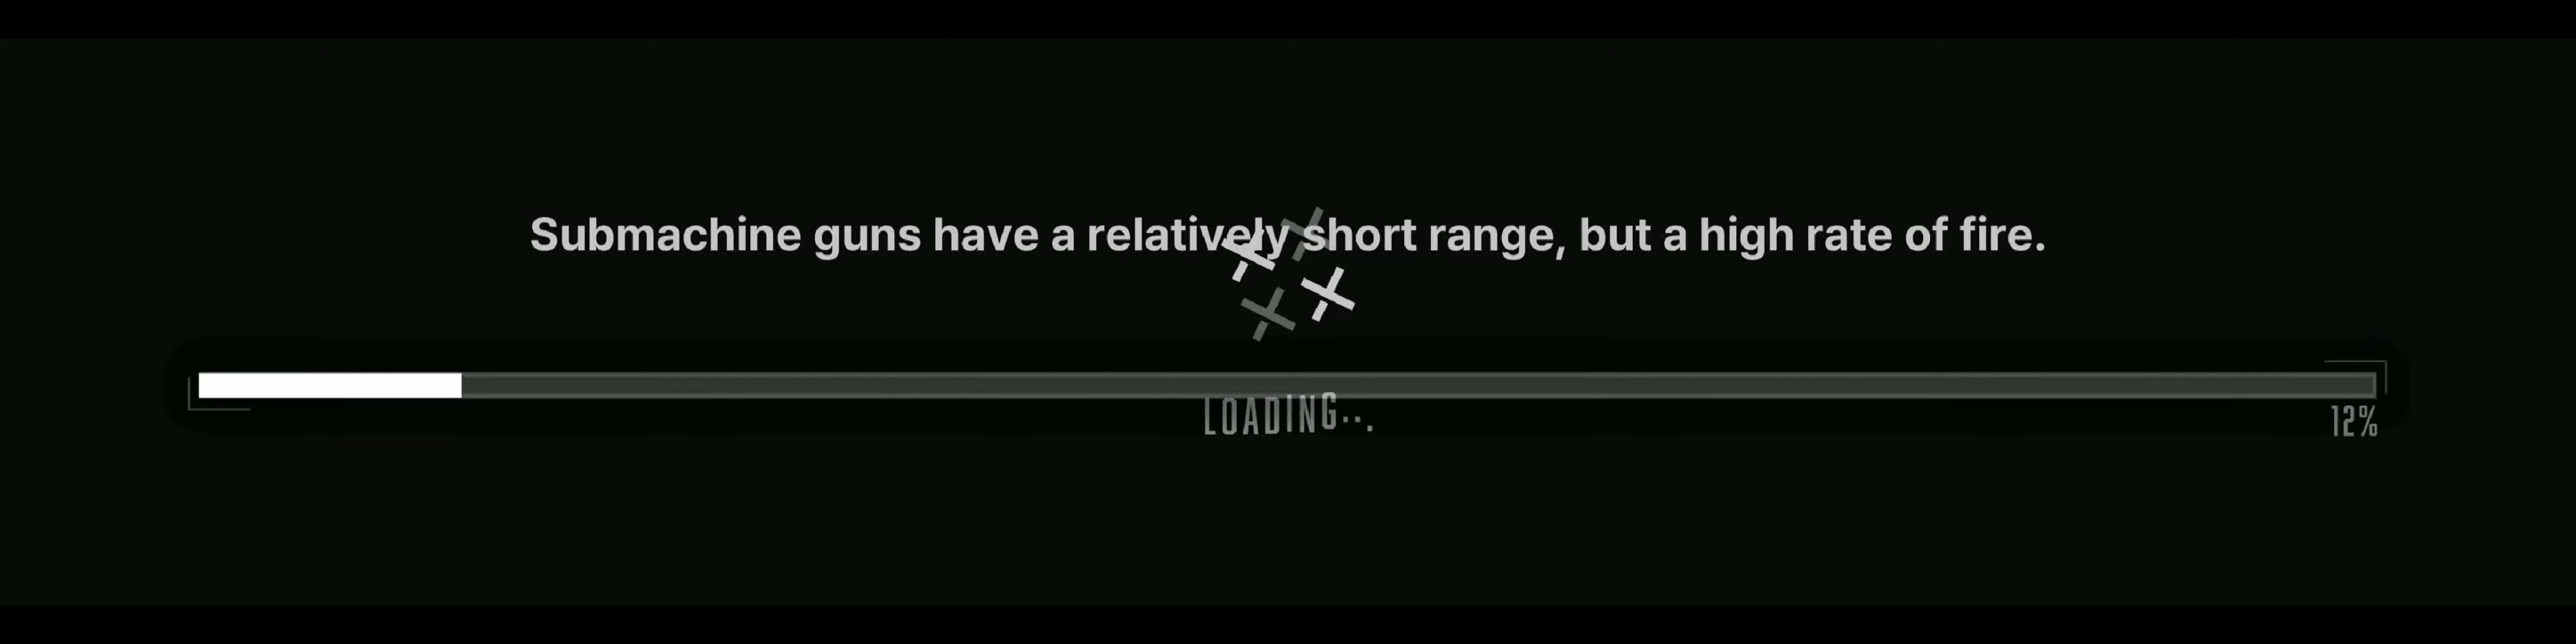 Submachine guns have a relatively short range, but a high rate of fire.
LOADING...
12%